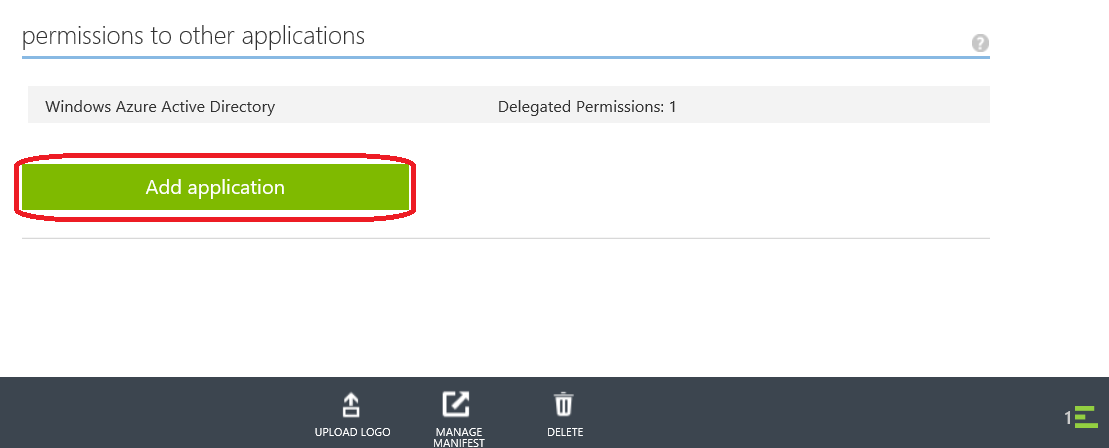 permissions to other applications
?
Windows Azure Active Directory Delegated Permissions: 1
Add application
UPLOAD LOGO
MANAGE
MANIFEST
DELETE
1